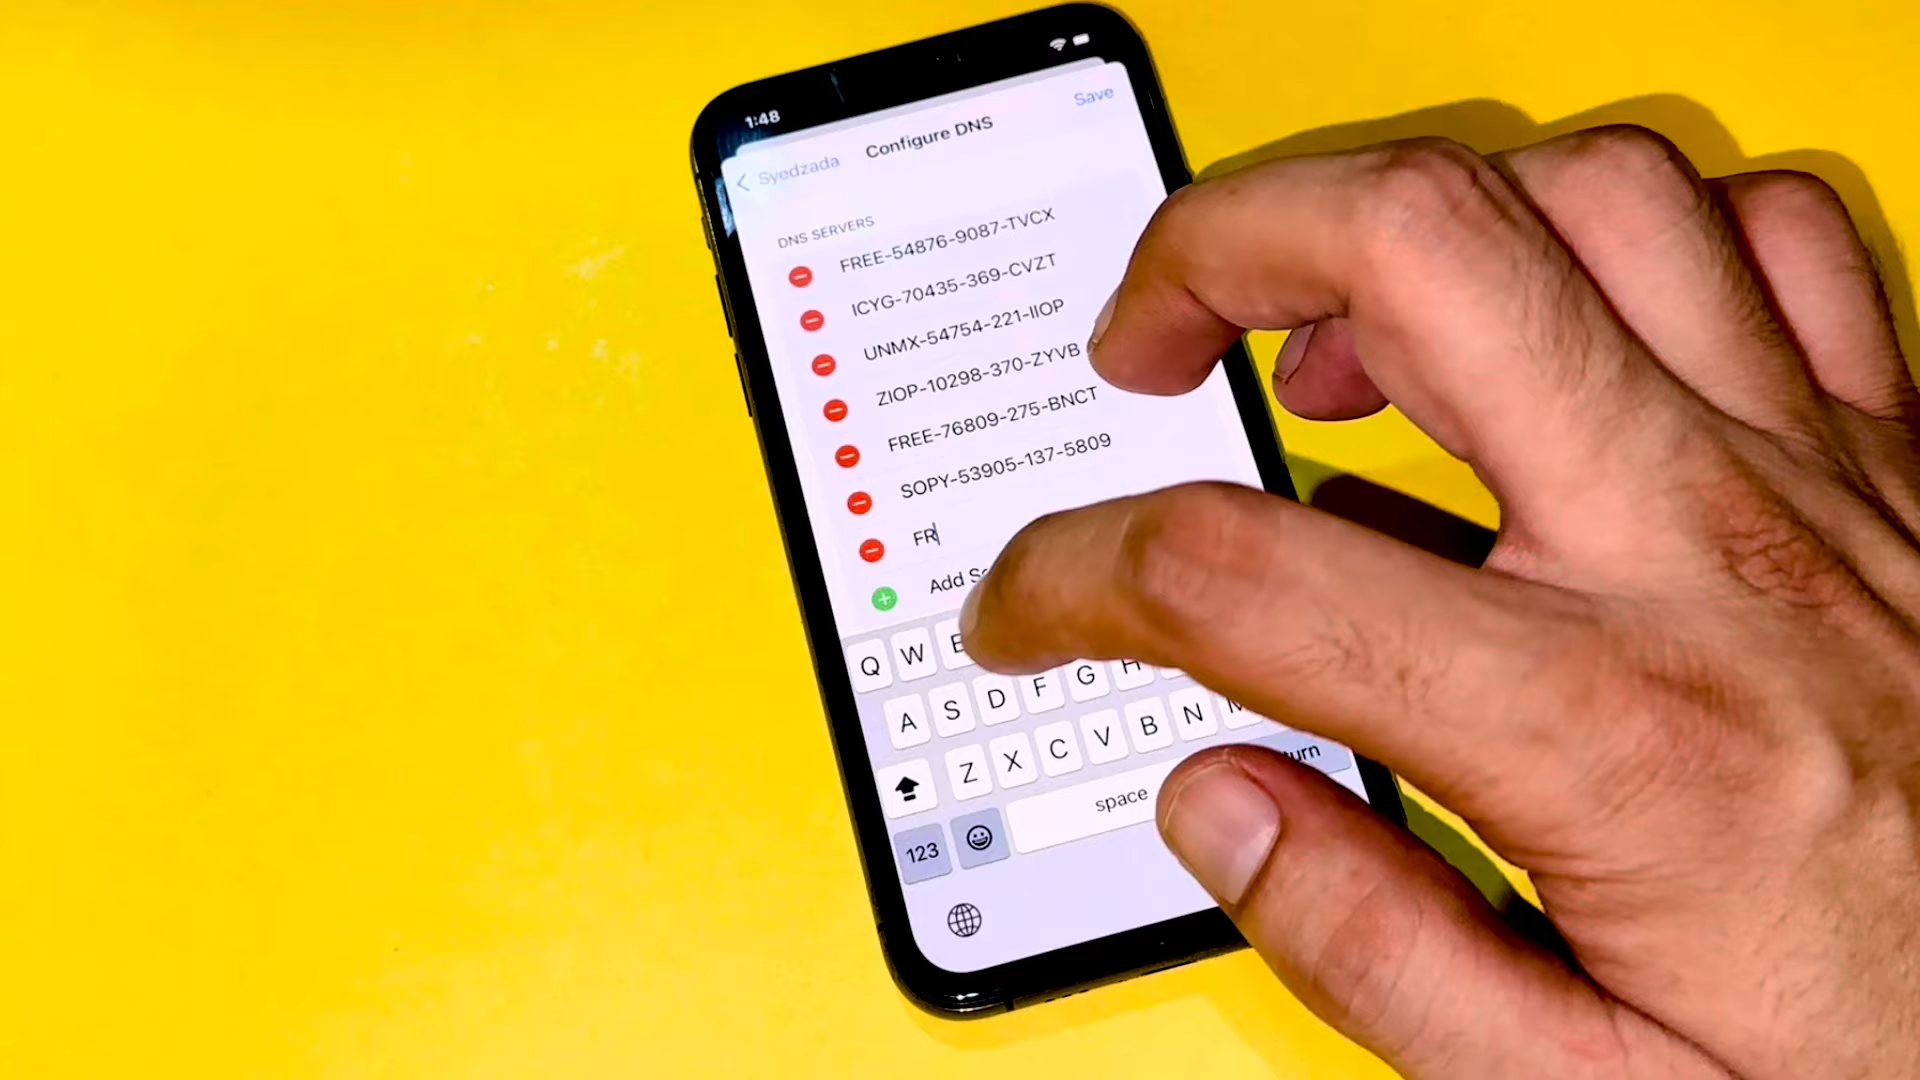 1:48
Save
Configure DNS
Syedzada
DNS SERVERS
FREE-54876-9087-TVCX
ICYG-70435-369-CVZT
UNMX-54754-221-IIOP
ZIOP-10298-370-ZYVB
FREE-76809-275-BNCT
SOPY-53905-137-5809
FR
Add
Q W E
A S D F G H
Z X C V B N M
123 space